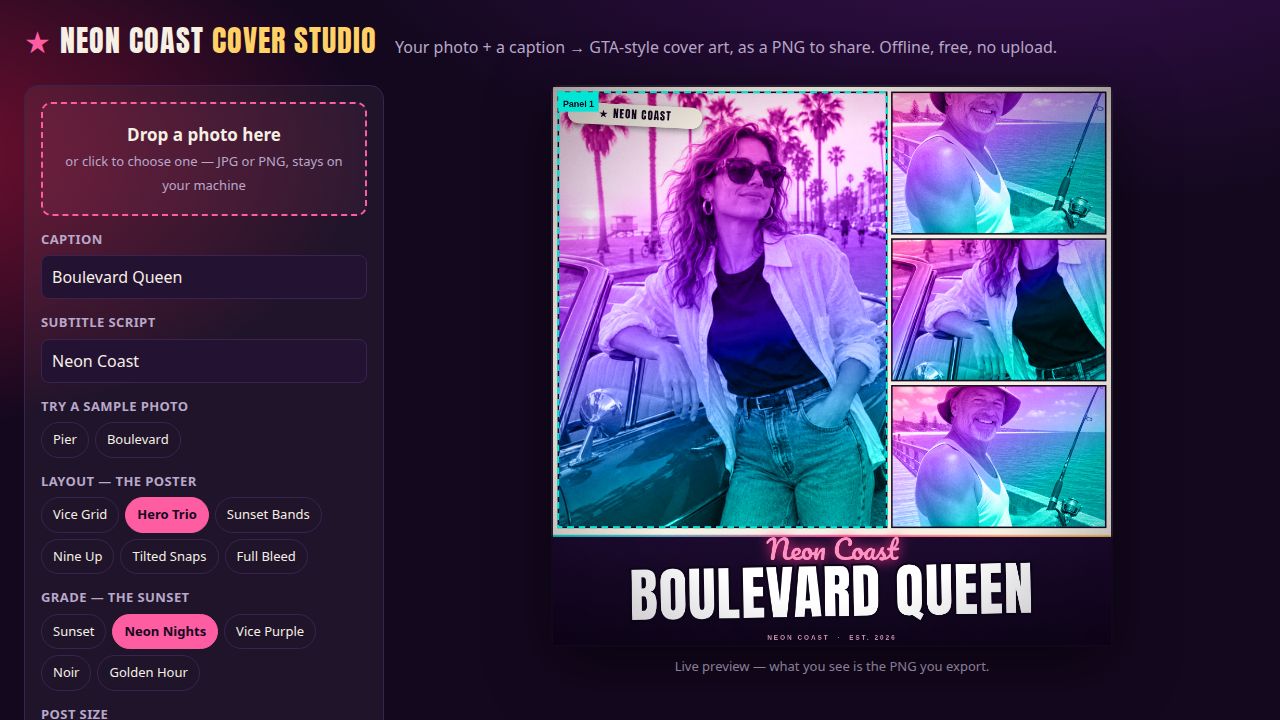 ★ NEON COAST COVER STUDIO
Your photo + a caption → GTA-style cover art, as a PNG to share. Offline, free, no upload.
Drop a photo here
or click to choose one — JPG or PNG, stays on
your machine
CAPTION
Boulevard Queen
SUBTITLE SCRIPT
Neon Coast
TRY A SAMPLE PHOTO
Pier
Boulevard
LAYOUT — THE POSTER
Vice Grid
Hero Trio
Sunset Bands
Nine Up
Tilted Snaps
Full Bleed
GRADE — THE SUNSET
Sunset
Neon Nights
Vice Purple
Noir
Golden Hour
POST SIZE
Panel 1
★ NEON COAST
Neon Coast
BOULEVARD QUEEN
NEON COAST · EST. 2026
Live preview — what you see is the PNG you export.